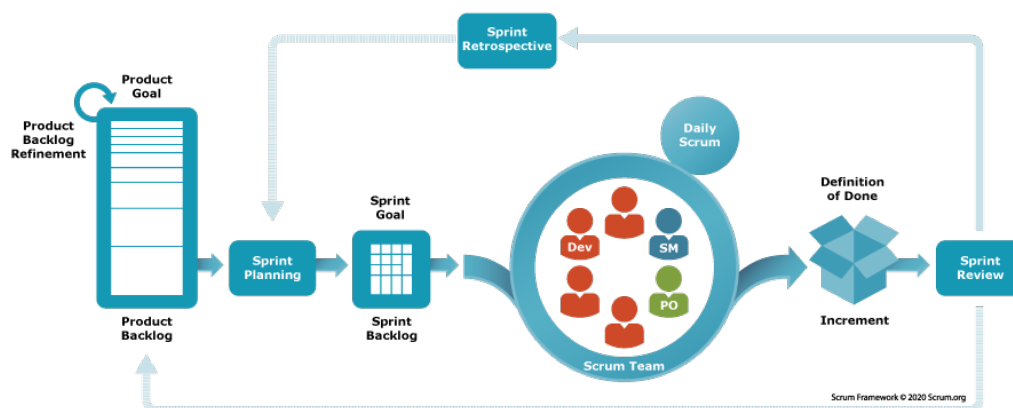 Sprint
Retrospective
Product
Goal
Product
Backlog
Refinement
Daily
Scrum
Sprint
Goal
Definition
of Done
Dev
SM
Sprint
Planning
Sprint
Review
PO
Product
Backlog
Sprint
Backlog
Increment
Scrum Team
Scrum Framework © 2020 Scrum.org